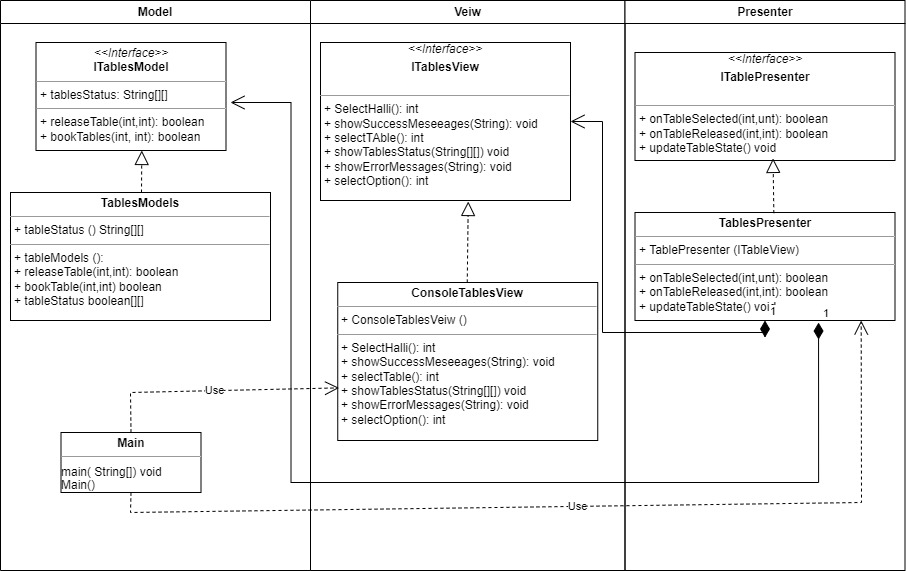 Model
Veiw
Presenter
<<Interface>>
ITablesModel
+ tablesStatus: String[][]
+ releaseTable(int,int): boolean
+ bookTables(int, int): boolean
<<Interface>>
ITablesView
+ SelectHalli(): int
+ showSuccessMeseeages(String): void
+ selectTAble(): int
+ showTablesStatus(String[][]) void
+ showErrorMessages(String): void
+ selectOption(): int
<<Interface>>
ITablePresenter
+ onTableSelected(int,unt): boolean
+ onTableReleased(int,int): boolean
+ updateTableState() void
TablesModels
+ tableStatus () String[][]
+ tableModels ():
+ releaseTable(int,int): boolean
+ bookTable(int,int) boolean
+ tableStatus boolean[][]
ConsoleTablesView
+ ConsoleTablesVeiw ()
+ SelectHalli(): int
+ showSuccessMeseeages(String): void
+ selectTable(): int
+ showTablesStatus(String[][]) void
+ showErrorMessages(String): void
+ selectOption(): int
TablesPresenter
+ TablePresenter (ITableView)
+ onTableSelected(int,unt): boolean
+ onTableReleased(int,int): boolean
+ updateTableState() void
1
1
Use
Main
main( String[]) void
Main()
Use